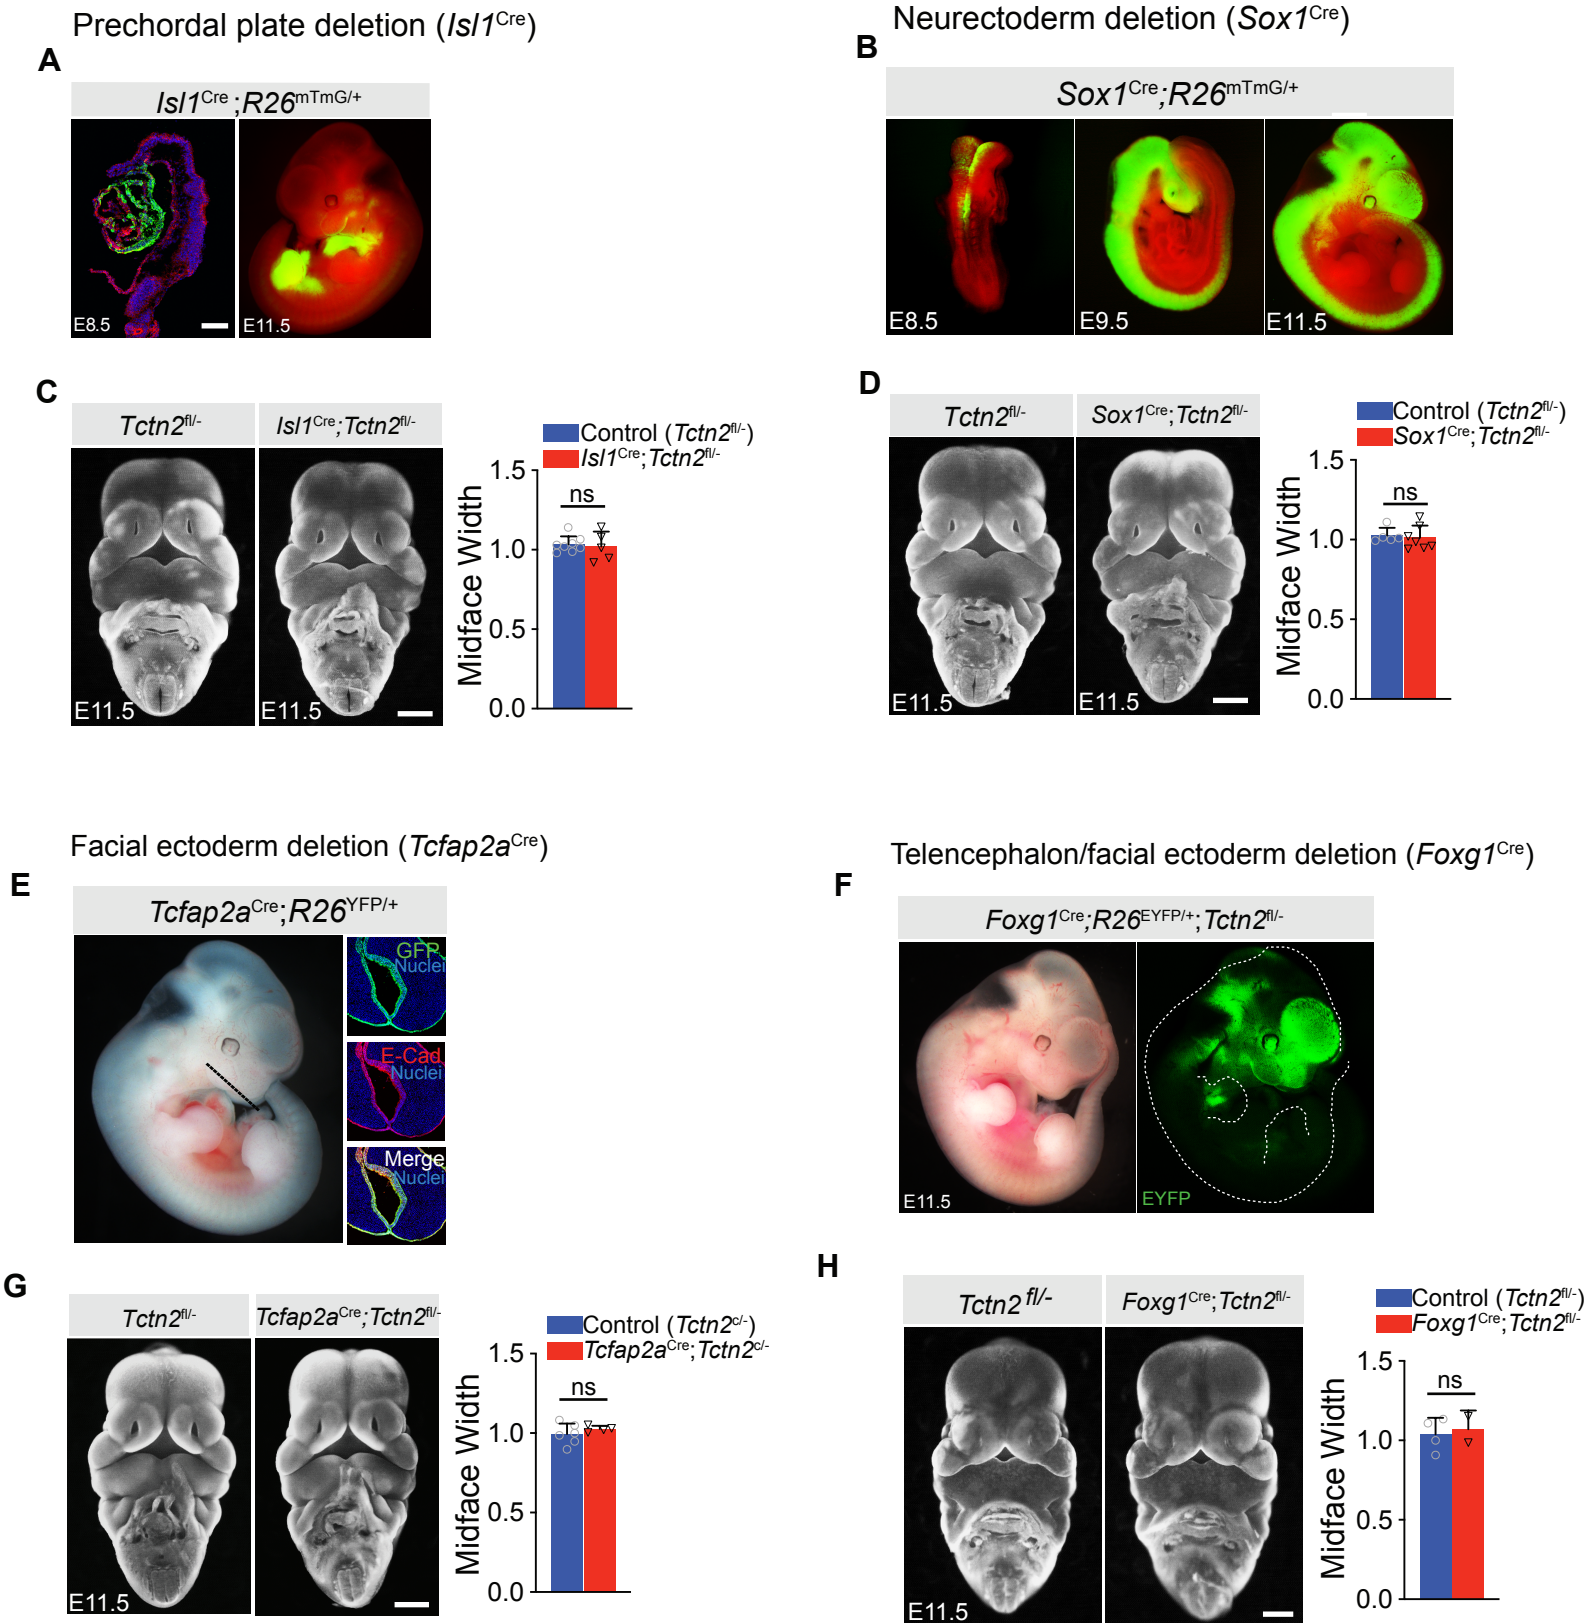 Prechordal plate deletion (Isl1Cre)
A
Isl1Cre;R26mTmG/+
E8.5
E11.5
Neurectoderm deletion (Sox1Cre)
B
Sox1Cre;R26mTmG/+
E8.5
E9.5
E11.5
C
Tctn2fl/-
Isl1Cre;Tctn2fl/-
E11.5
E11.5
Control (Tctn2fl/-)
Isl1Cre;Tctn2fl/-
ns
Midface Width
1.5
1.0
0.5
0.0
D
Tctn2fl/-
Sox1Cre;Tctn2fl/-
E11.5
E11.5
Control (Tctn2fl/-)
Sox1Cre;Tctn2fl/-
ns
Midface Width
1.5
1.0
0.5
0.0
Facial ectoderm deletion (Tcfap2aCre)
E
Tcfap2aCre;R26YFP/+
GFP
Nuclei
E-Cad
Nuclei
Merge
Nuclei
Telencephalon/facial ectoderm deletion (Foxg1Cre)
F
Foxg1Cre;R26EYFP/+;Tctn2fl/-
E11.5
EYFP
G
Tctn2fl/-
Tcfap2aCre;Tctn2fl/-
E11.5
Control (Tctn2c/-)
Tcfap2aCre;Tctn2c/-
ns
Midface Width
1.5
1.0
0.5
0.0
H
Tctn2 fl/-
Foxg1Cre;Tctn2fl/-
E11.5
Control (Tctn2fl/-)
Foxg1Cre;Tctn2fl/-
ns
Midface Width
1.5
1.0
0.5
0.0